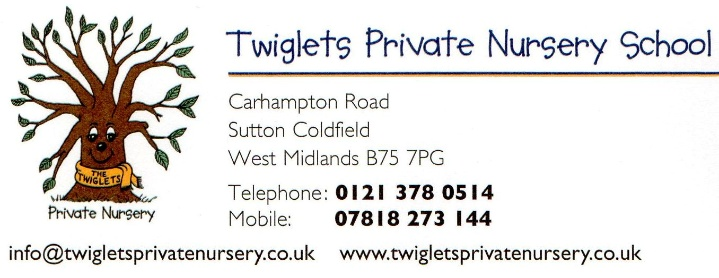 Twiglets Private Nursery School
Carhampton Road
Sutton Coldfield
West Midlands B75 7PG
Telephone: 0121 378 0514
Mobile: 07818 273 144
THE
TWIGLETS
Private Nursery
info@twigletsprivatenursery.co.uk www.twigletsprivatenursery.co.uk